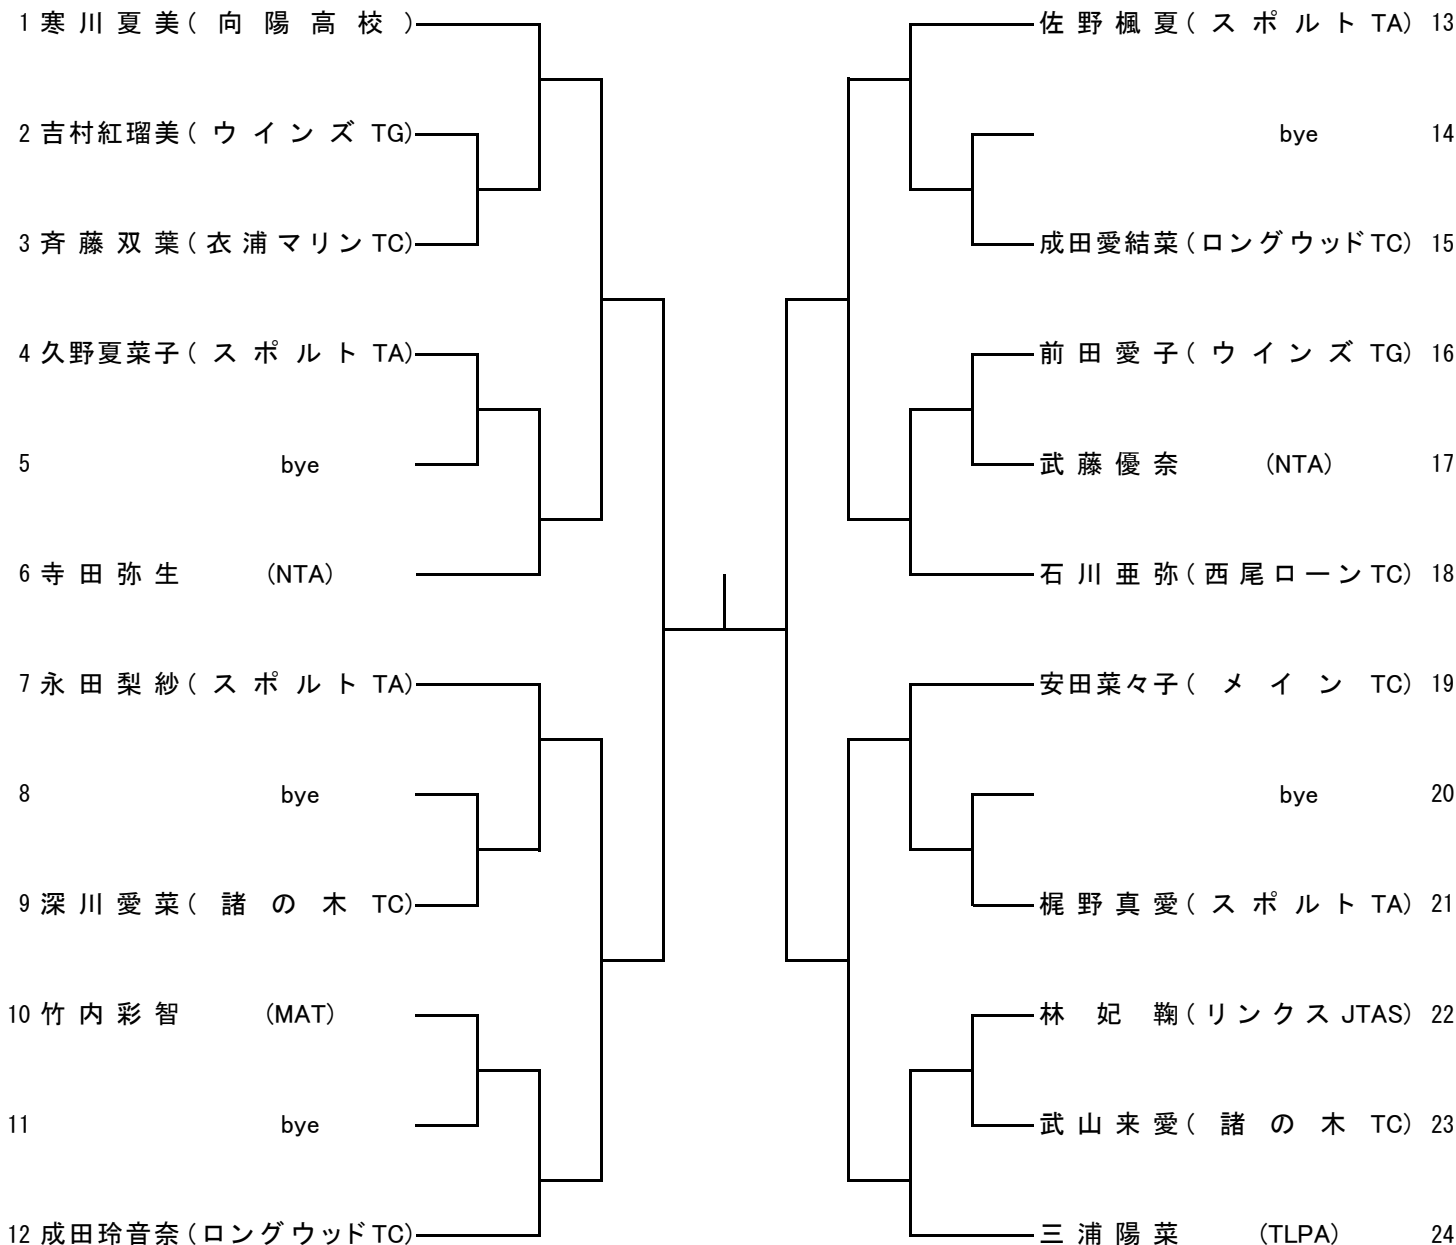 1 寒川夏美(向陽高校)
2 吉村紅瑠美(ウインズTG)
3 斉藤双葉(衣浦マリンTC)
4 久野夏菜子(スポルトTA)
5 bye
6 寺田弥生 (NTA)
7 永田梨紗(スポルトTA)
8 bye
9 深川愛菜(諸の木TC)
10 竹内彩智 (MAT)
11 bye
12 成田玲音奈(ロングウッドTC)
佐野楓夏(スポルトTA) 13
bye 14
成田愛結菜(ロングウッドTC) 15
前田愛子(ウインズTG) 16
武藤優奈 (NTA) 17
石川亜弥(西尾ローンTC) 18
安田菜々子(メインTC) 19
bye 20
梶野真愛(スポルトTA) 21
林妃鞠(リンクスJTAS) 22
武山来愛(諸の木TC) 23
三浦陽菜 (TLPA) 24